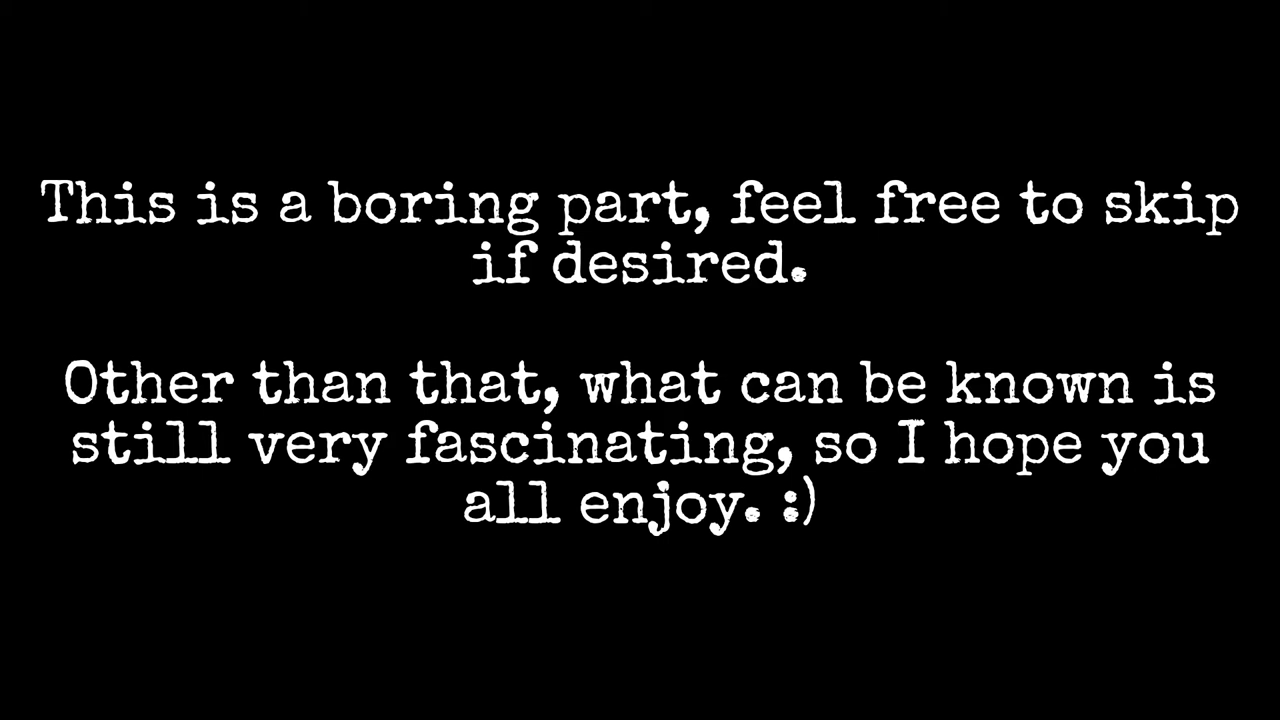 This is a boring part, feel free to skip
if desired.
Other than that, what can be known is
still very fascinating, so I hope you
all enjoy. :)